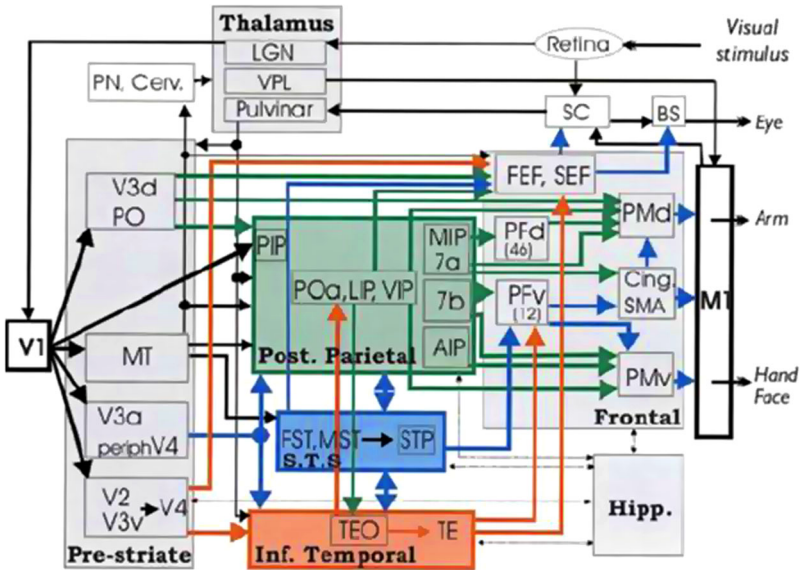 Thalamus
LGN
VPL
Pulvinar
Retina
Visual
stimulus
PN, Cerv.
SC
BS
Eye
V3d
PO
FEF, SEF
PMd
Arm
PIP
MIP
7a
PFd
(46)
POa, LIP, VIP
7b
PFv
(12)
Cing.
SMA
M1
V1
MT
Post. Parietal
AIP
PMv
Hand
Face
Frontal
V3a
periphV4
FST, MST
STP
S.T.S
V2
V3v
V4
Hipp.
TEO
TE
Pre-striate
Inf. Temporal